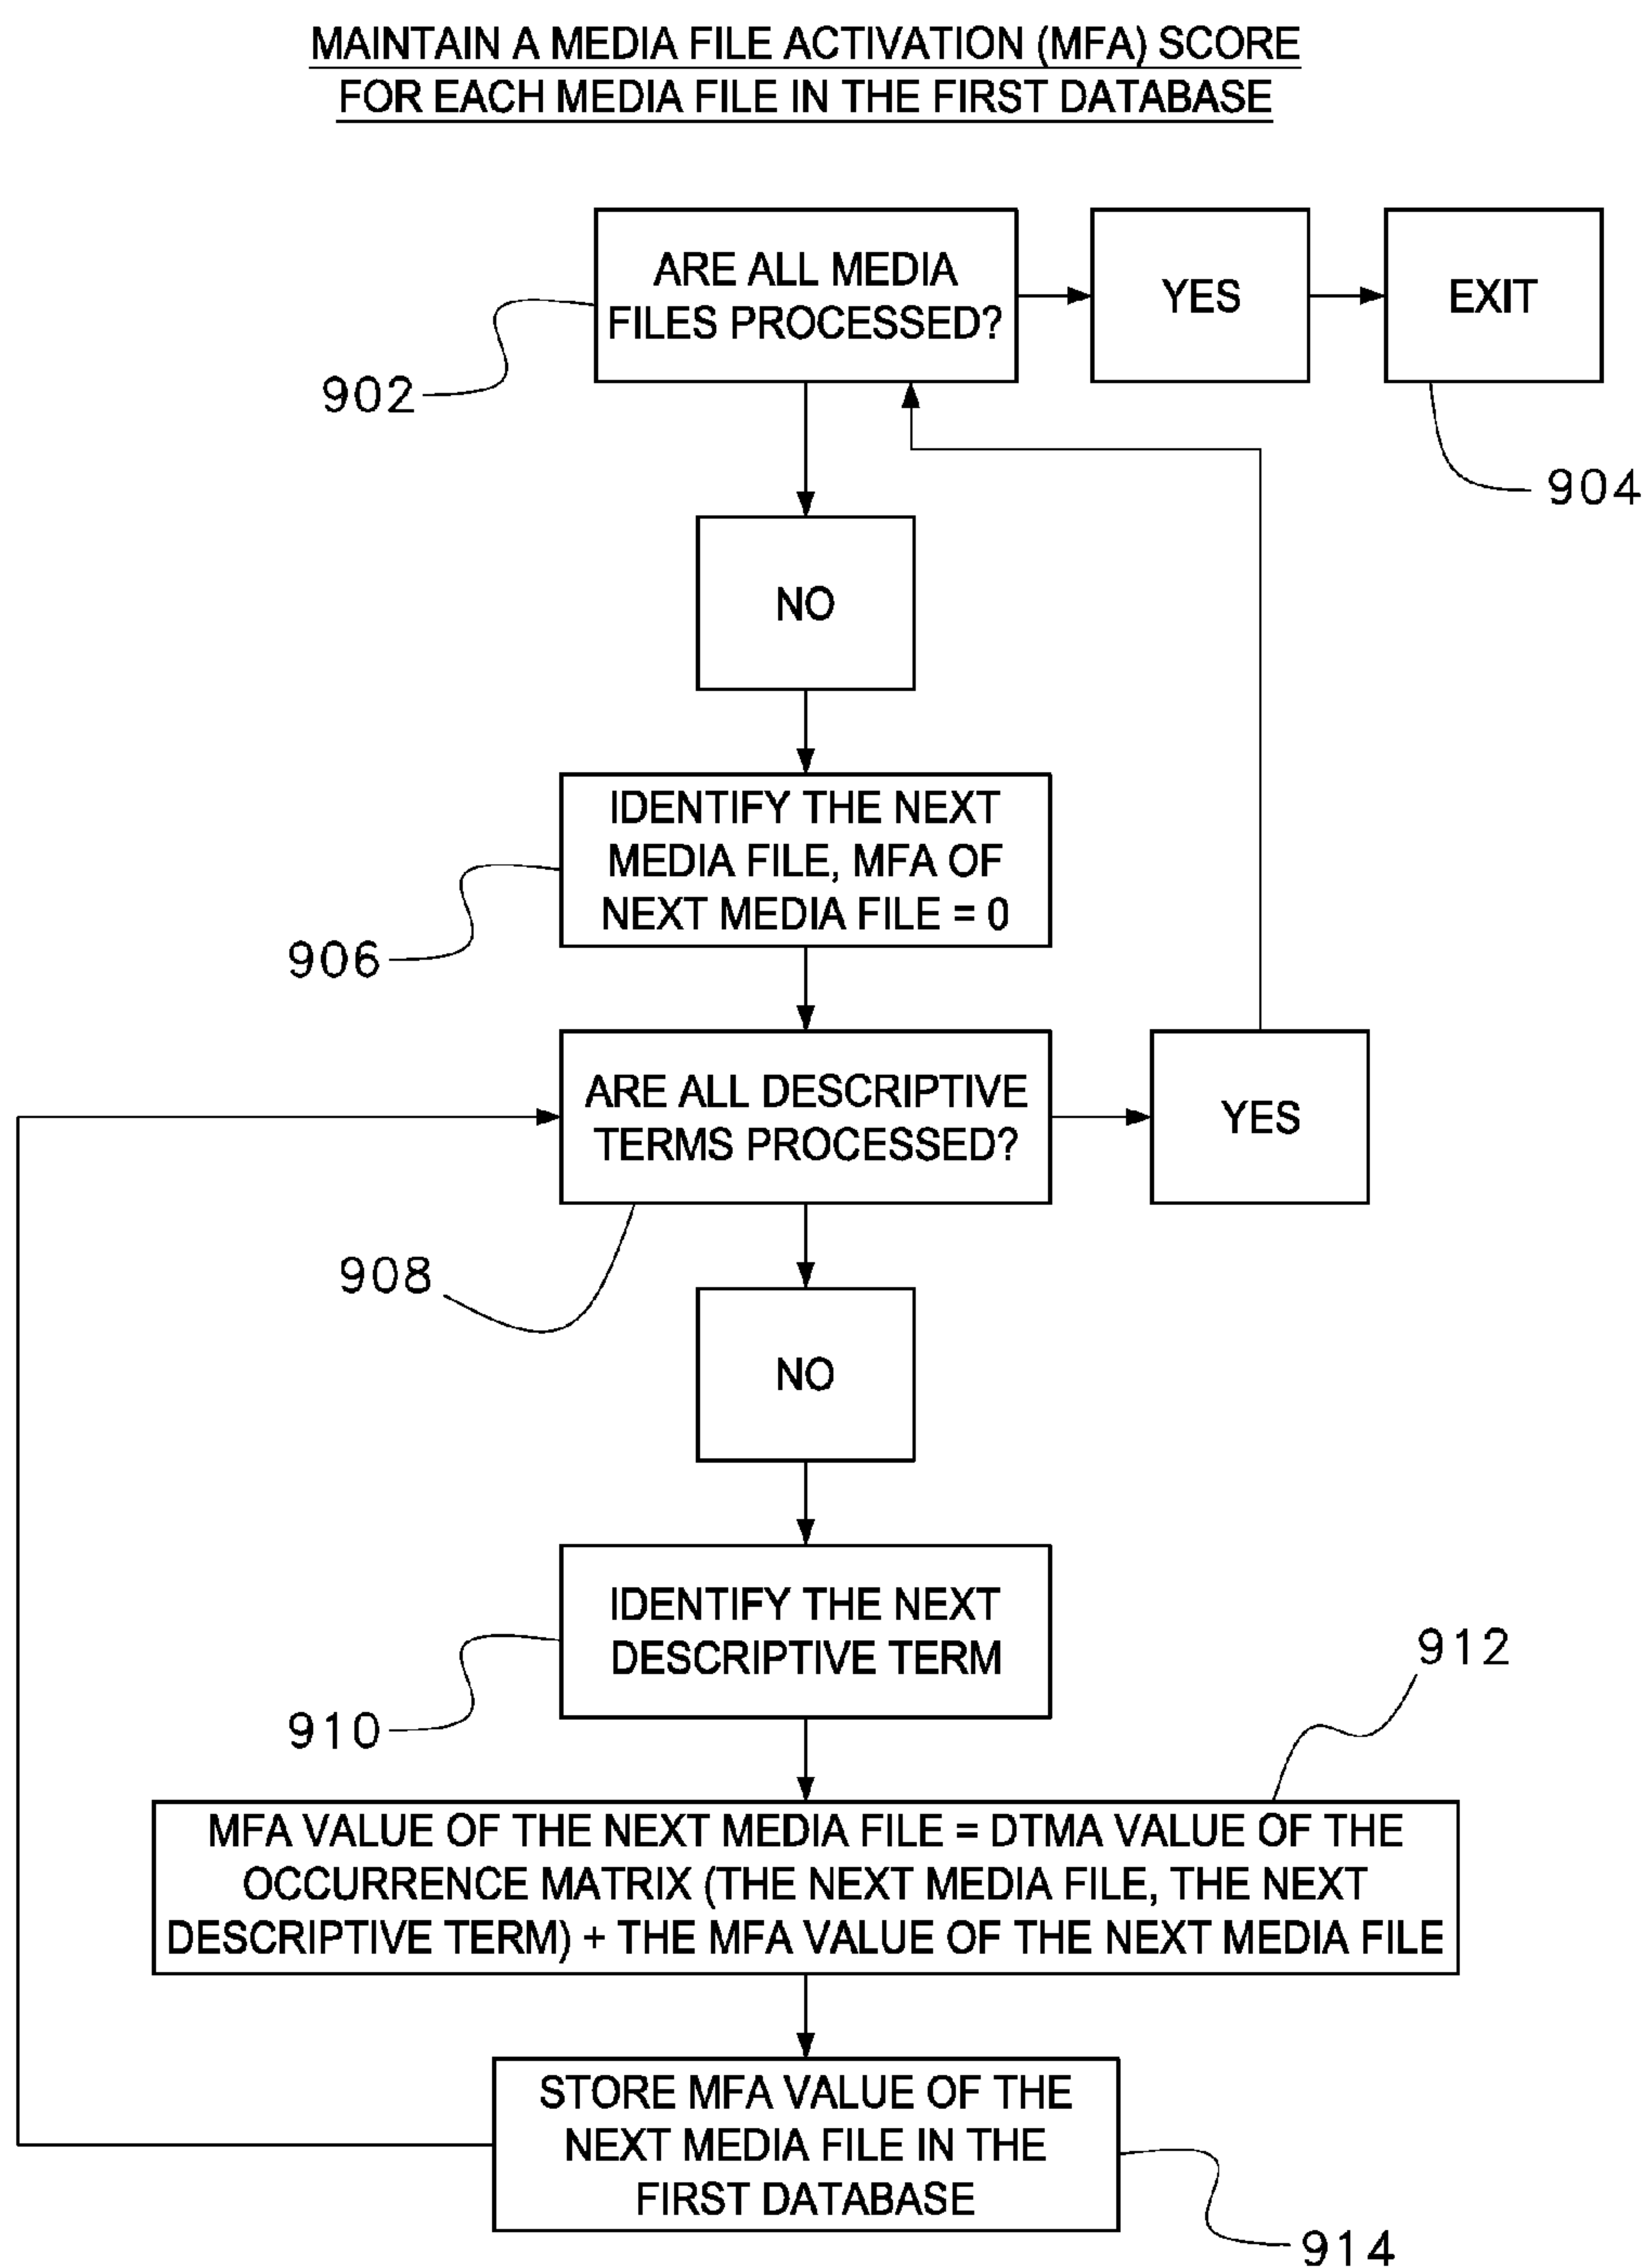 MAINTAIN A MEDIA FILE ACTIVATION (MFA) SCORE
FOR EACH MEDIA FILE IN THE FIRST DATABASE
ARE ALL MEDIA
FILES PROCESSED?
YES
EXIT
902
904
NO
IDENTIFY THE NEXT
MEDIA FILE, MFA OF
NEXT MEDIA FILE = 0
906
ARE ALL DESCRIPTIVE
TERMS PROCESSED?
YES
908
NO
IDENTIFY THE NEXT
DESCRIPTIVE TERM
912
910
MFA VALUE OF THE NEXT MEDIA FILE = DTMA VALUE OF THE
OCCURRENCE MATRIX (THE NEXT MEDIA FILE, THE NEXT
DESCRIPTIVE TERM) + THE MFA VALUE OF THE NEXT MEDIA FILE
STORE MFA VALUE OF THE
NEXT MEDIA FILE IN THE
FIRST DATABASE
914